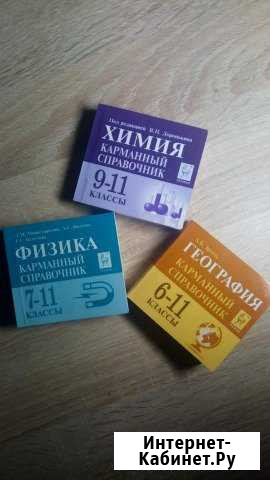 Под редакцией В.Н. Доронькина
ХИМИЯ
КАРМАННЫЙ
СПРАВОЧНИК
9-11
КЛАССЫ
ФИЗИКА
КАРМАННЫЙ
СПРАВОЧНИК
7-11
КЛАССЫ
ГЕОГРАФИЯ
КАРМАННЫЙ
СПРАВОЧНИК
6-11
КЛАССЫ
Интернет-
Кабинет.Ру